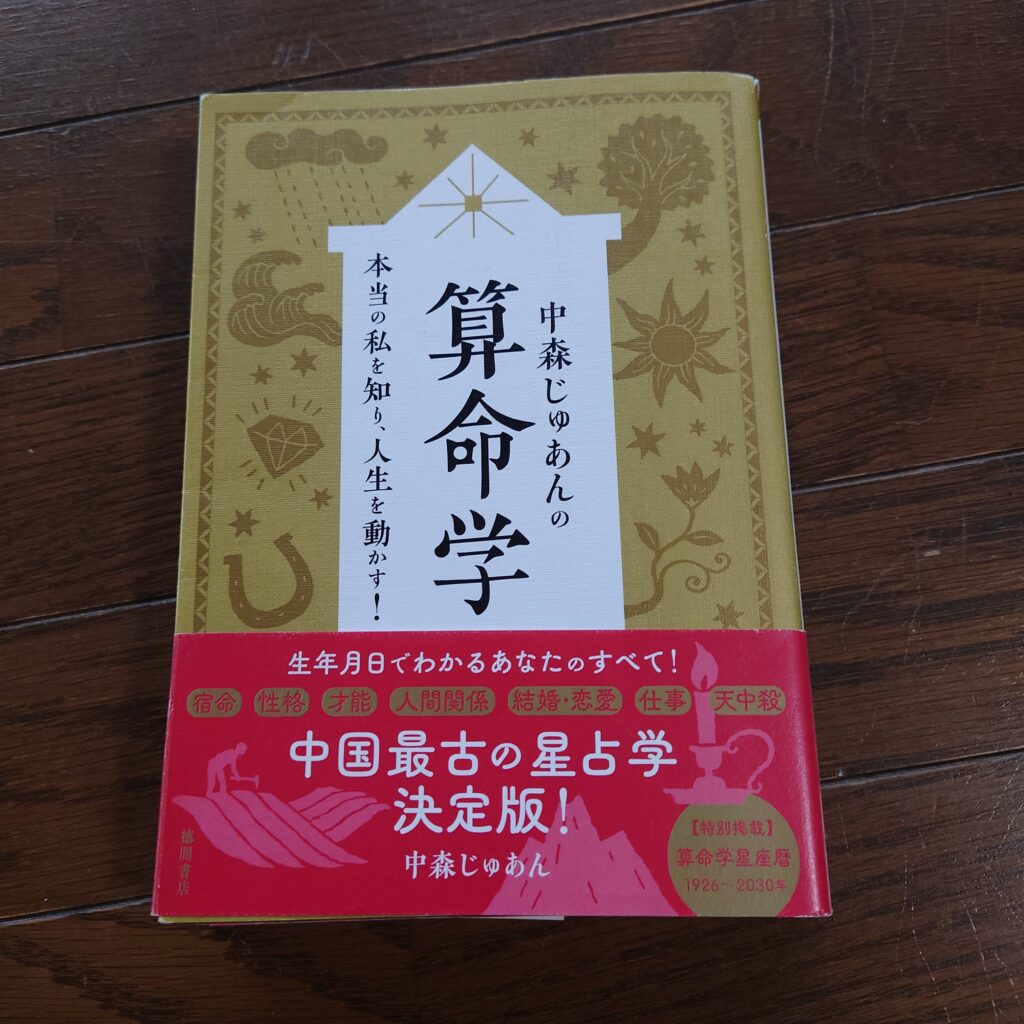 中森じゅあんの
算命学
本当の私を知り、人生を動かす！
生年月日でわかるあなたのすべて！
宿命 性格 才能 人間関係 結婚・恋愛 仕事 天中殺
中国最古の星占学
決定版！
中森じゅあん
【特別掲載】
算命学星座暦
1926～2030年
徳間書店